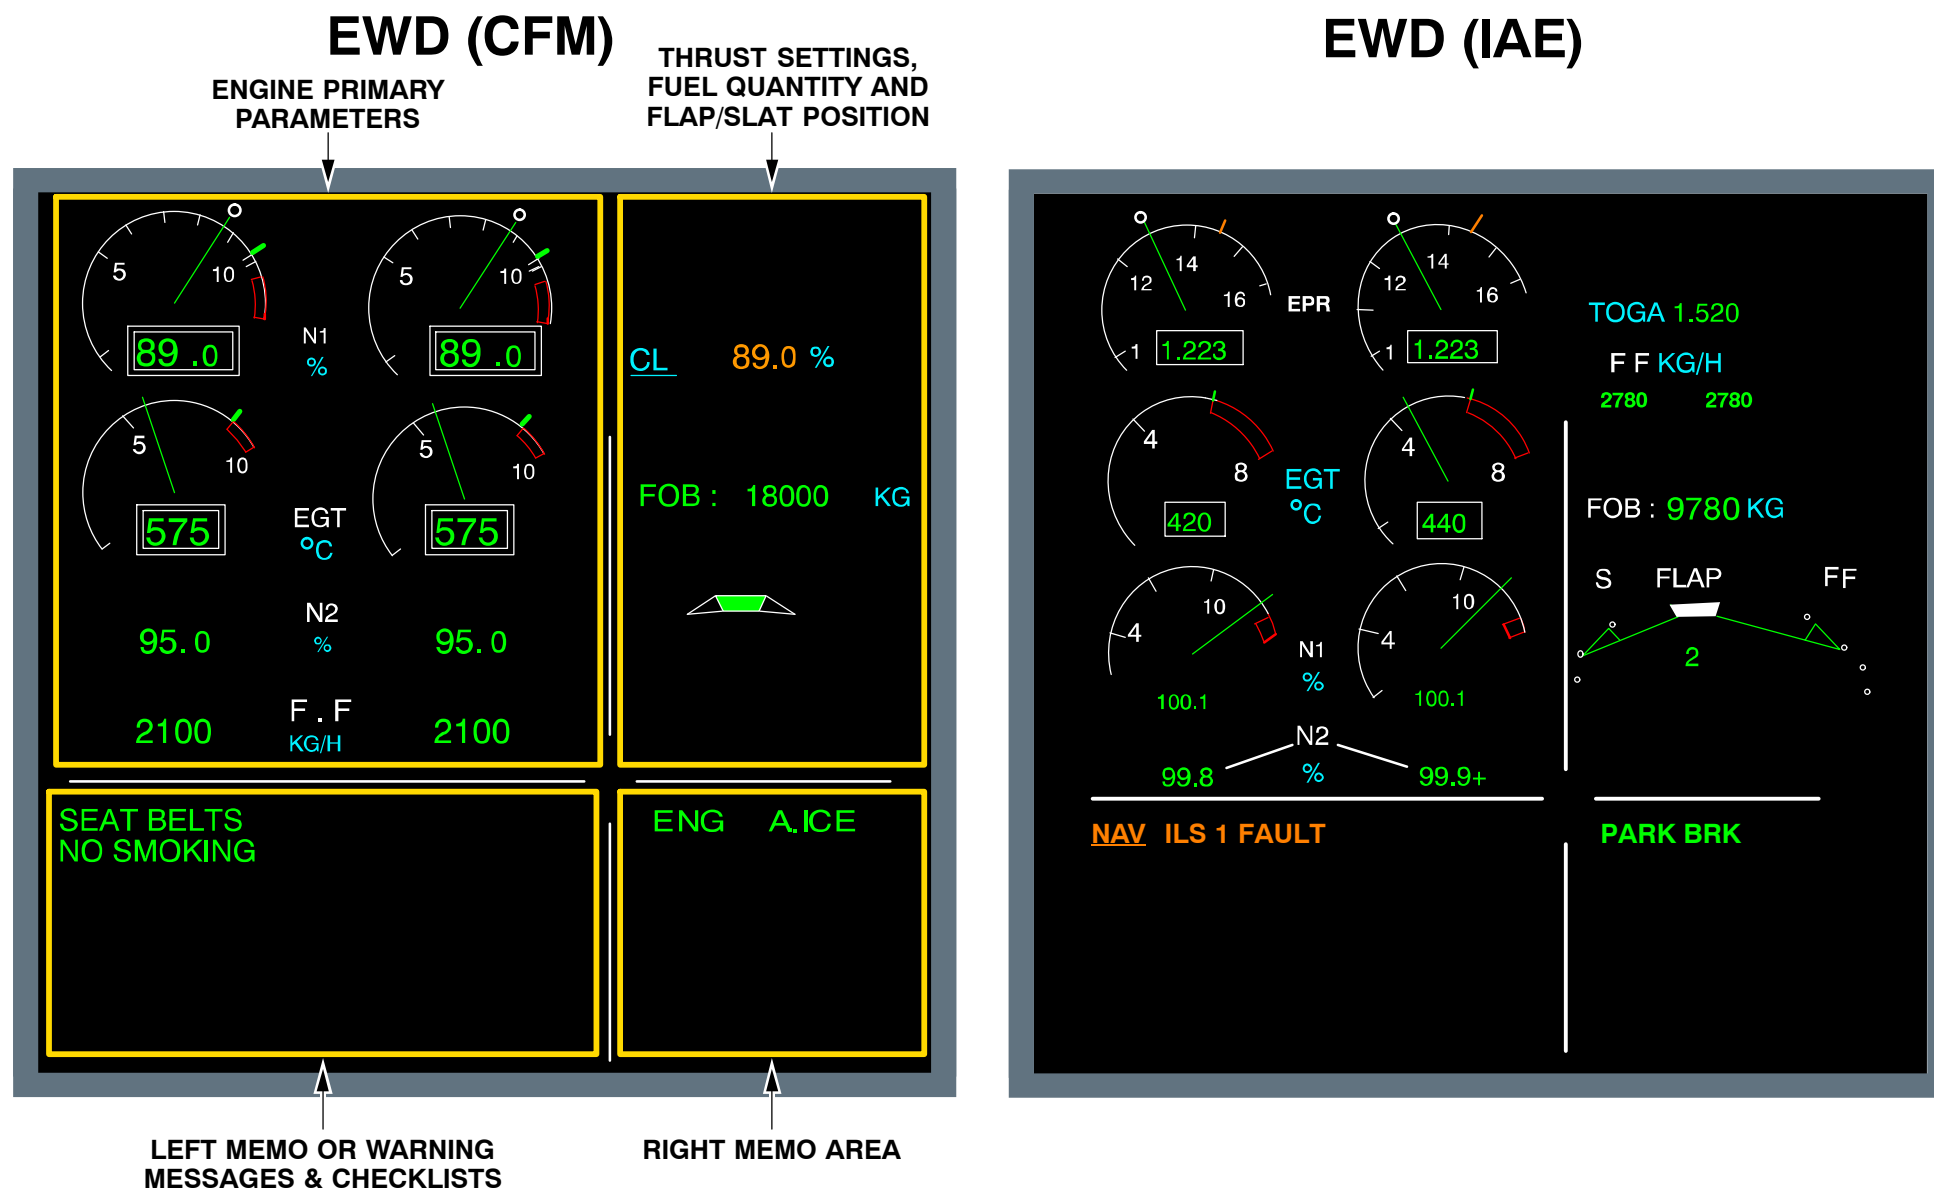 EWD (CFM)
EWD (IAE)
ENGINE PRIMARY
PARAMETERS
THRUST SETTINGS,
FUEL QUANTITY AND
FLAP/SLAT POSITION
5 10 5 10
N1
%
89 .0 89 .0
5 10 5 10
575 575
EGT
°C
N2
%
95.0 95.0
F . F
KG/H
2100 2100
CL 89.0 %
FOB : 18000 KG
SEAT BELTS
NO SMOKING
ENG A.ICE
LEFT MEMO OR WARNING
MESSAGES & CHECKLISTS
RIGHT MEMO AREA
1 12 14 16 1 12 14 16
EPR
1.223 1.223
TOGA 1.520
F F KG/H
2780 2780
4 8 4 8
EGT
°C
420 440
FOB : 9780 KG
S FLAP FF
2
4 10 4 10
N1
%
100.1 100.1
N2
%
99.8 99.9+
NAV ILS 1 FAULT
PARK BRK